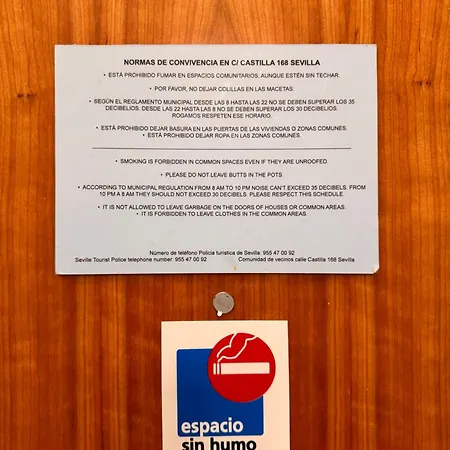 NORMAS DE CONVIVENCIA EN C/ CASTILLA 168 SEVILLA
• ESTÁ PROHIBIDO FUMAR EN ESPACIOS COMUNITARIOS, AUNQUE ESTÉN SIN TECHAR.
• POR FAVOR, NO DEJAR COLILLAS EN LAS MACETAS.
• SEGÚN EL REGLAMENTO MUNICIPAL DESDE LAS 8 HASTA LAS 22 NO SE DEBEN SUPERAR LOS 35
DECIBELIOS. DESDE LAS 22 HASTA LAS 8 NO SE DEBEN SUPERAR LOS 30 DECIBELIOS.
ROGAMOS RESPETEN ESE HORARIO.
• ESTÁ PROHIBIDO DEJAR BASURA EN LAS PUERTAS DE LAS VIVIENDAS O ZONAS COMUNES.
• ESTÁ PROHIBIDO DEJAR ROPA EN LAS ZONAS COMUNES.
• SMOKING IS FORBIDDEN IN COMMON SPACES EVEN IF THEY ARE UNROOFED.
• PLEASE DO NOT LEAVE BUTTS IN THE POTS
• ACCORDING TO MUNICIPAL REGULATION FROM 8 AM TO 10 PM NOISE CAN'T EXCEED 35 DECIBELS. FROM
10 PM A 8 AM THEY SHOULD NOT EXCEED 30 DECIBELS. PLEASE RESPECT THIS SCHEDULE.
• IT IS NOT ALLOWED TO LEAVE GARBAGE ON THE DOORS OF HOUSES OR COMMON AREAS.
• IT IS FORBIDDEN TO LEAVE CLOTHES IN THE COMMON AREAS.
Número de teléfono Policía turística de Sevilla: 955 47 00 92
Seville Tourist Police telephone number: 955 47 00 92 Comunidad de vecinos calle Castilla 168 Sevilla
espacio
sin humo